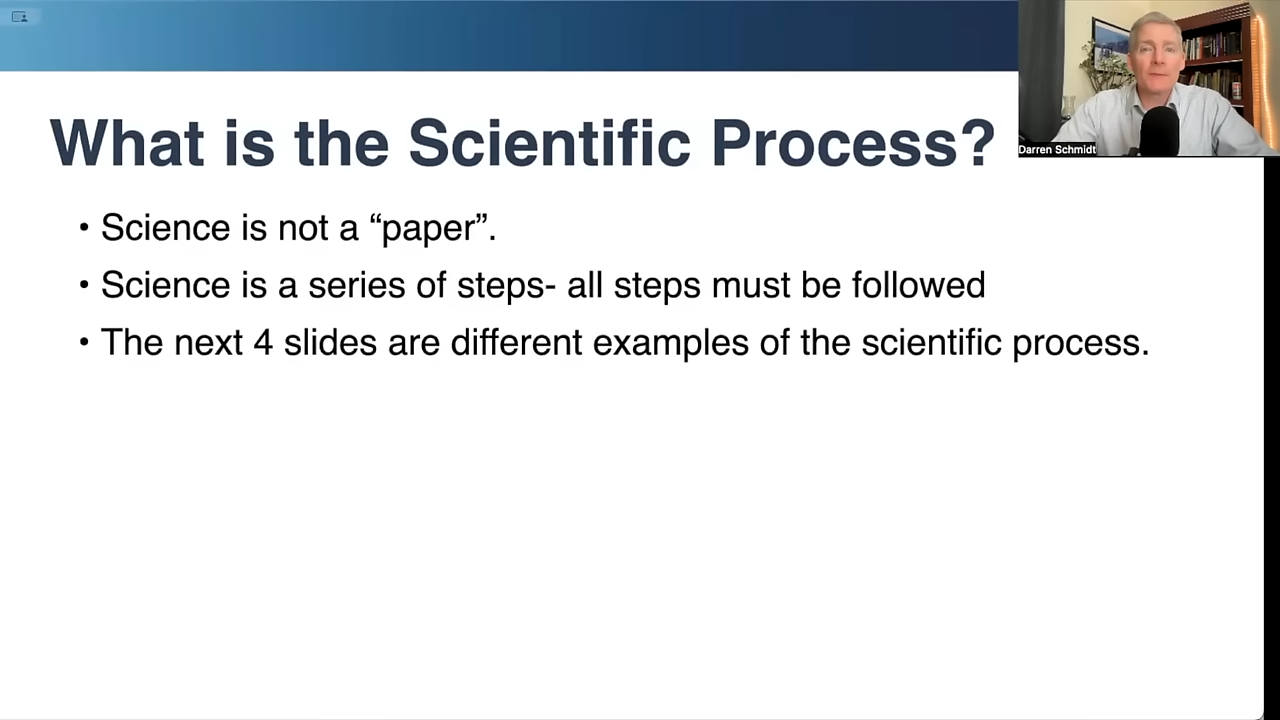 What is the Scientific Process?
Darren Schmidt
• Science is not a “paper”.
• Science is a series of steps- all steps must be followed
• The next 4 slides are different examples of the scientific process.